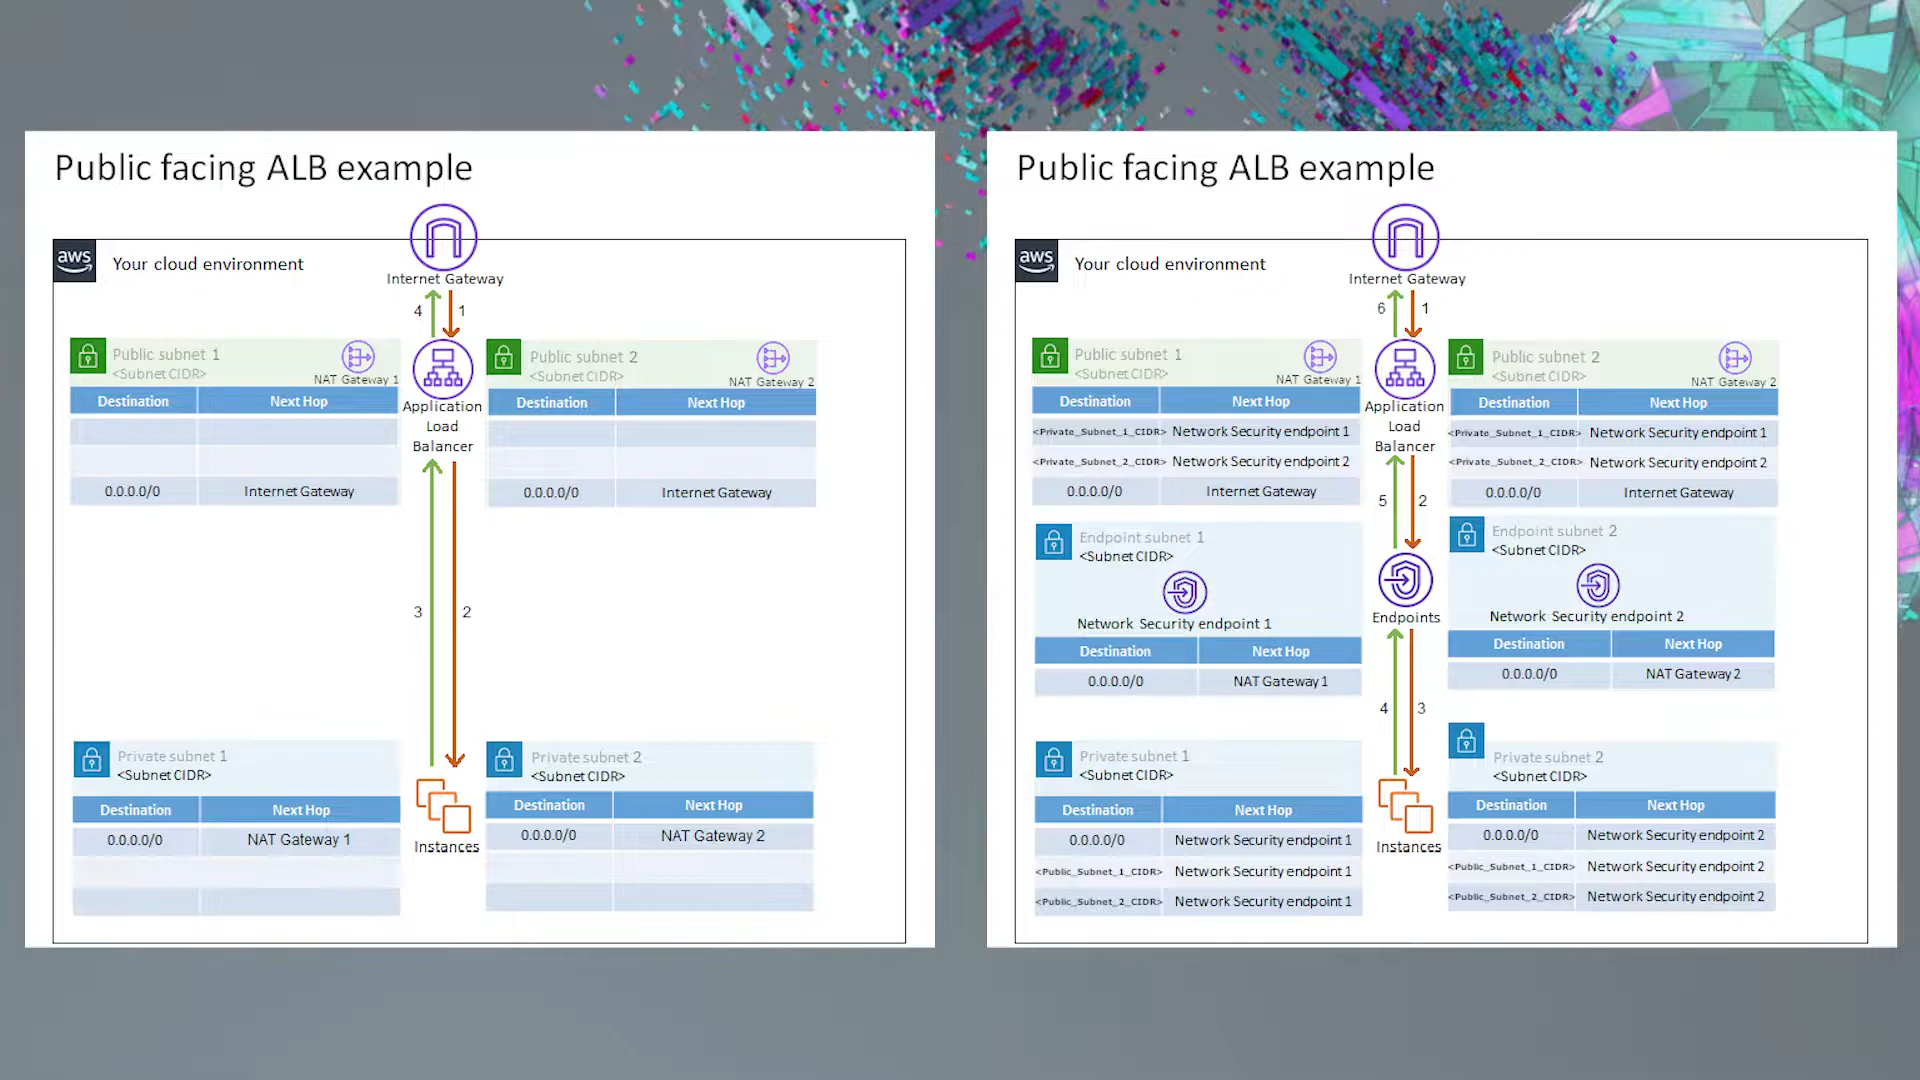 Public facing ALB example
aws
Your cloud environment
Internet Gateway
4
1
Public subnet 1
<Subnet CIDR>
NAT Gateway 1
Destination
Next Hop
0.0.0.0/0
Internet Gateway
Application
Load
Balancer
Public subnet 2
<Subnet CIDR>
NAT Gateway 2
Destination
Next Hop
0.0.0.0/0
Internet Gateway
3
2
Private subnet 1
<Subnet CIDR>
Destination
Next Hop
0.0.0.0/0
NAT Gateway 1
Instances
Private subnet 2
<Subnet CIDR>
Destination
Next Hop
0.0.0.0/0
NAT Gateway 2
Public facing ALB example
aws
Your cloud environment
Internet Gateway
6
1
Public subnet 1
<Subnet CIDR>
NAT Gateway 1
Destination
Next Hop
<Private_Subnet_1_CIDR>
Network Security endpoint 1
<Private_Subnet_2_CIDR>
Network Security endpoint 2
0.0.0.0/0
Internet Gateway
Application
Load
Balancer
Public subnet 2
<Subnet CIDR>
NAT Gateway 2
Destination
Next Hop
<Private_Subnet_1_CIDR>
Network Security endpoint 1
<Private_Subnet_2_CIDR>
Network Security endpoint 2
0.0.0.0/0
Internet Gateway
5
2
Endpoint subnet 1
<Subnet CIDR>
Network Security endpoint 1
Destination
Next Hop
0.0.0.0/0
NAT Gateway 1
Endpoints
Endpoint subnet 2
<Subnet CIDR>
Network Security endpoint 2
Destination
Next Hop
0.0.0.0/0
NAT Gateway 2
4
3
Private subnet 1
<Subnet CIDR>
Destination
Next Hop
0.0.0.0/0
Network Security endpoint 1
<Public_Subnet_1_CIDR>
Network Security endpoint 1
<Public_Subnet_2_CIDR>
Network Security endpoint 1
Instances
Private subnet 2
<Subnet CIDR>
Destination
Next Hop
0.0.0.0/0
Network Security endpoint 2
<Public_Subnet_1_CIDR>
Network Security endpoint 2
<Public_Subnet_2_CIDR>
Network Security endpoint 2